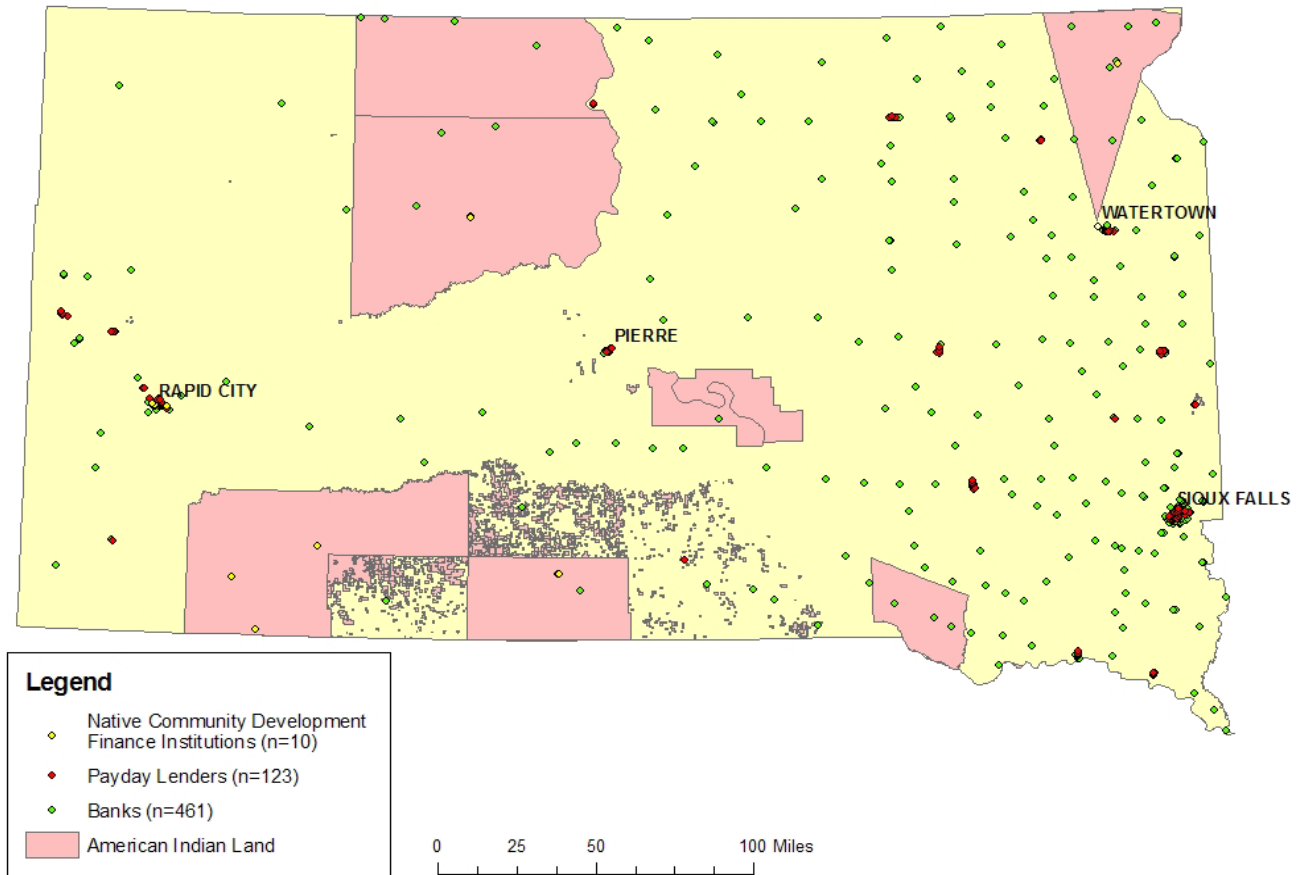 WATERTOWN
PIERRE
RAPID CITY
SIOUX FALLS
Legend
Native Community Development
Finance Institutions (n=10)
Payday Lenders (n=123)
Banks (n=461)
American Indian Land
0 25 50 100 Miles